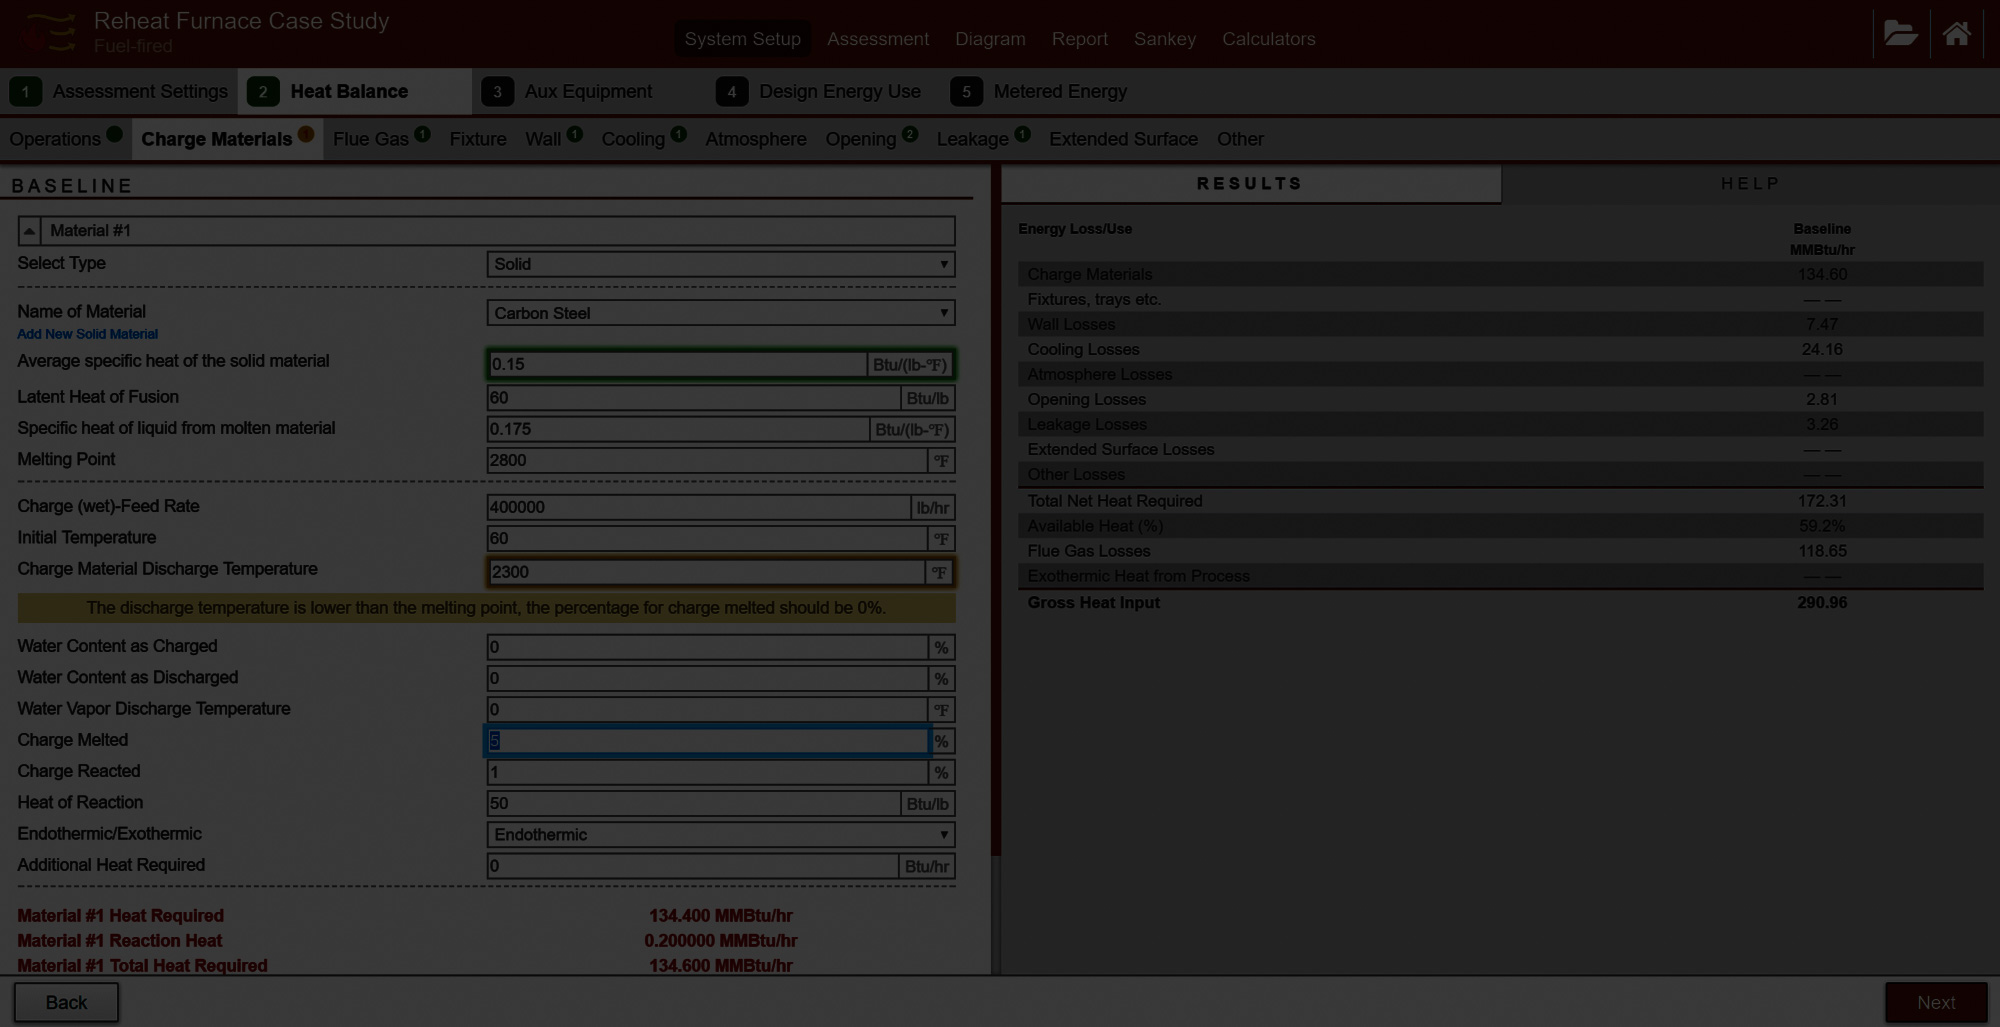 Reheat Furnace Case Study
Fuel-fired
System Setup Assessment Diagram Report Sankey Calculators
1 Assessment Settings 2 Heat Balance 3 Aux Equipment 4 Design Energy Use 5 Metered Energy
Operations Charge Materials ! Flue Gas 1 Fixture Wall 1 Cooling 1 Atmosphere Opening 2 Leakage 1 Extended Surface Other
BASELINE
Material #1
Select Type Solid
Name of Material Carbon Steel
Add New Solid Material
Average specific heat of the solid material 0.15 Btu/(lb-°F)
Latent Heat of Fusion 60 Btu/lb
Specific heat of liquid from molten material 0.175 Btu/(lb-°F)
Melting Point 2800 °F
Charge (wet)-Feed Rate 400000 lb/hr
Initial Temperature 60 °F
Charge Material Discharge Temperature 2300 °F
The discharge temperature is lower than the melting point, the percentage for charge melted should be 0%.
Water Content as Charged 0 %
Water Content as Discharged 0 %
Water Vapor Discharge Temperature 0 °F
Charge Melted 5 %
Charge Reacted 1 %
Heat of Reaction 50 Btu/lb
Endothermic/Exothermic Endothermic
Additional Heat Required 0 Btu/hr
Material #1 Heat Required 134.400 MMBtu/hr
Material #1 Reaction Heat 0.200000 MMBtu/hr
Material #1 Total Heat Required 134.600 MMBtu/hr
RESULTS HELP
Energy Loss/Use Baseline
MMBtu/hr
Charge Materials 134.60
Fixtures, trays etc. — —
Wall Losses 7.47
Cooling Losses 24.16
Atmosphere Losses — —
Opening Losses 2.81
Leakage Losses 3.26
Extended Surface Losses — —
Other Losses — —
Total Net Heat Required 172.31
Available Heat (%) 59.2%
Flue Gas Losses 118.65
Exothermic Heat from Process — —
Gross Heat Input 290.96
Back Next